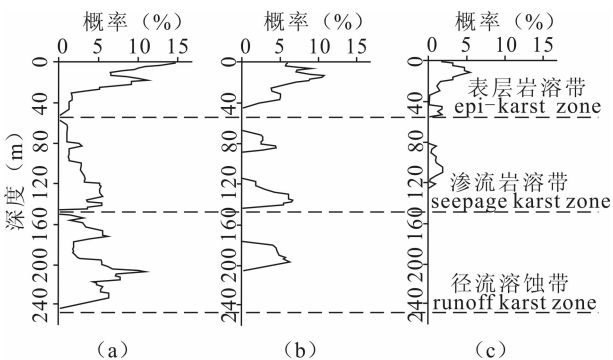 概率（%） 概率（%） 概率（%）
0 5 10 15 0 5 10 15 0 5 10 15
深度（m）
0 40 80 120 160 200 240
0 40 80 120 160 200 240
0 40 80 120 160 200 240
表层岩溶带
epi-karst zone
渗流岩溶带
seepage karst zone
径流溶蚀带
runoff karst zone
（a） （b） （c）